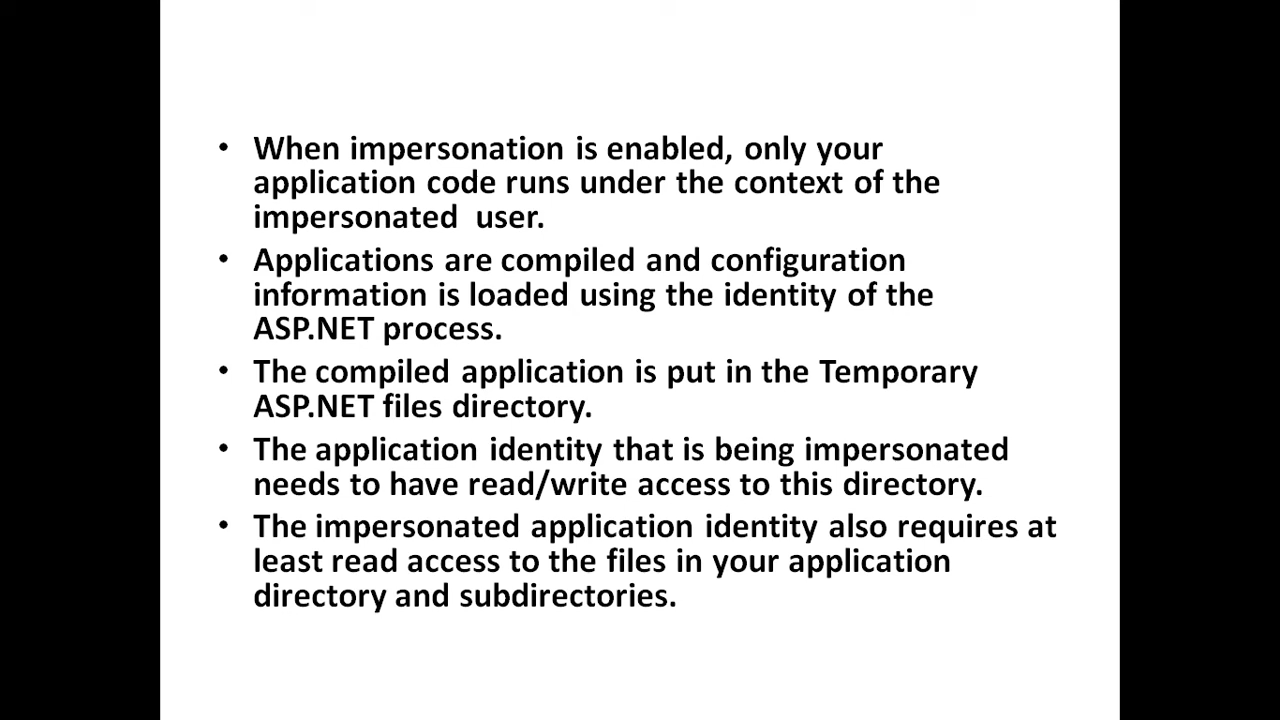 • When impersonation is enabled, only your
application code runs under the context of the
impersonated  user.
• Applications are compiled and configuration
information is loaded using the identity of the
ASP.NET process.
• The compiled application is put in the Temporary
ASP.NET files directory.
• The application identity that is being impersonated
needs to have read/write access to this directory.
• The impersonated application identity also requires at
least read access to the files in your application
directory and subdirectories.